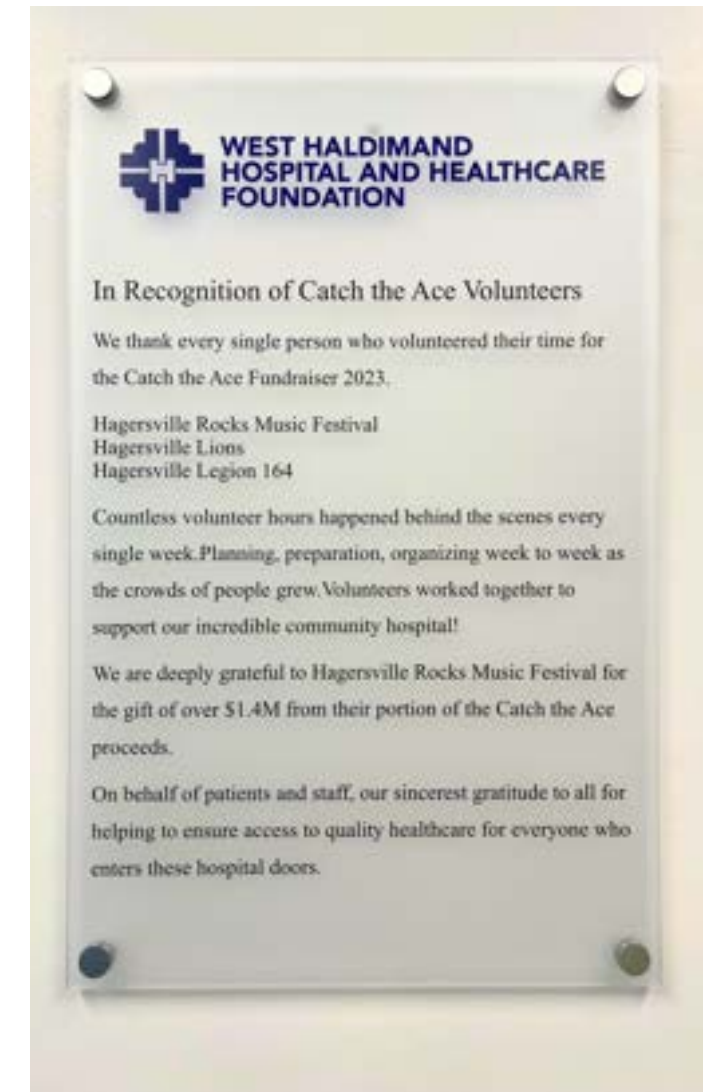 WEST HALDIMAND
HOSPITAL AND HEALTHCARE
FOUNDATION
In Recognition of Catch the Ace Volunteers
We thank every single person who volunteered their time for
the Catch the Ace Fundraiser 2023.
Hagersville Rocks Music Festival
Hagersville Lions
Hagersville Legion 164
Countless volunteer hours happened behind the scenes every
single week.Planning, preparation, organizing week to week as
the crowds of people grew.Volunteers worked together to
support our incredible community hospital!
We are deeply grateful to Hagersville Rocks Music Festival for
the gift of over $1.4M from their portion of the Catch the Ace
proceeds.
On behalf of patients and staff, our sincerest gratitude to all for
helping to ensure access to quality healthcare for everyone who
enters these hospital doors.